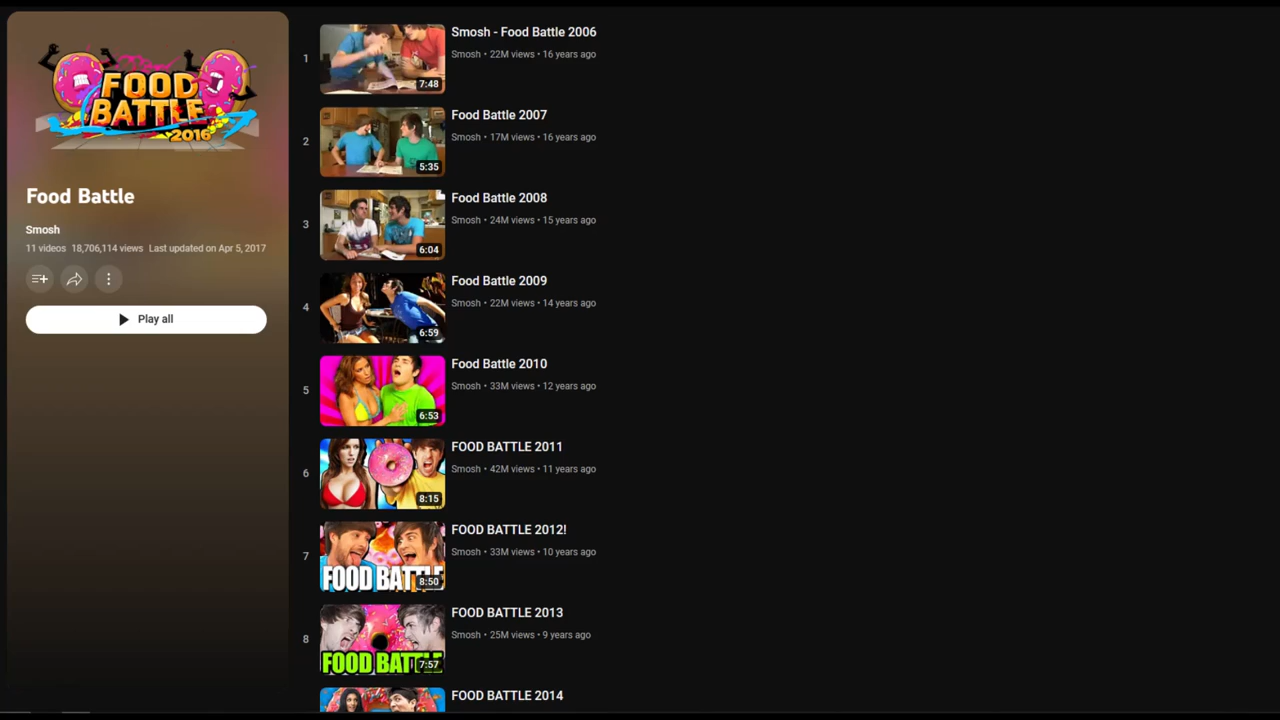 FOOD
BATTLE
2016
Food Battle
Smosh
11 videos 18,706,114 views Last updated on Apr 5, 2017
Play all
1
7:48
Smosh - Food Battle 2006
Smosh • 22M views • 16 years ago
2
5:35
Food Battle 2007
Smosh • 17M views • 16 years ago
3
6:04
Food Battle 2008
Smosh • 24M views • 15 years ago
4
6:59
Food Battle 2009
Smosh • 22M views • 14 years ago
5
6:53
Food Battle 2010
Smosh • 33M views • 12 years ago
6
8:15
FOOD BATTLE 2011
Smosh • 42M views • 11 years ago
7
FOOD BATTLE
8:50
FOOD BATTLE 2012!
Smosh • 33M views • 10 years ago
8
FOOD BATTLE
7:57
FOOD BATTLE 2013
Smosh • 25M views • 9 years ago
FOOD BATTLE 2014